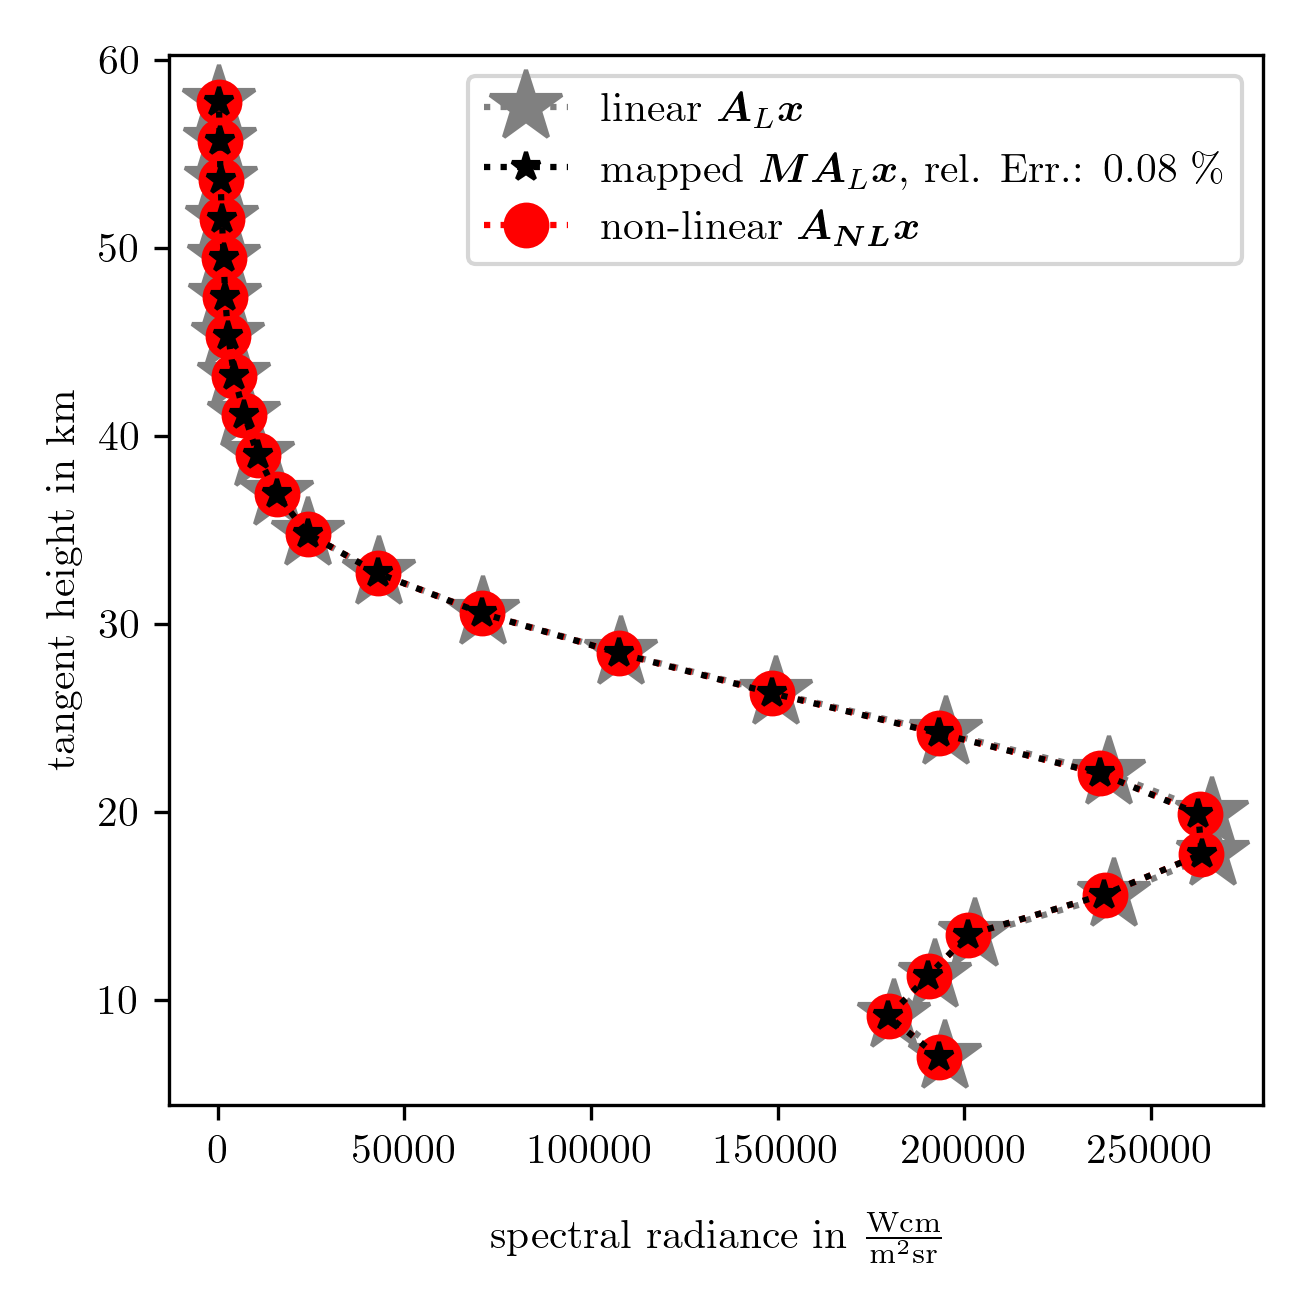 60
50
40
30
20
10
tangent height in km
linear A_L x
mapped MA_L x, rel. Err.: 0.08 %
non-linear A_NL x
0 50000 100000 150000 200000 250000
spectral radiance in Wcm/m²sr